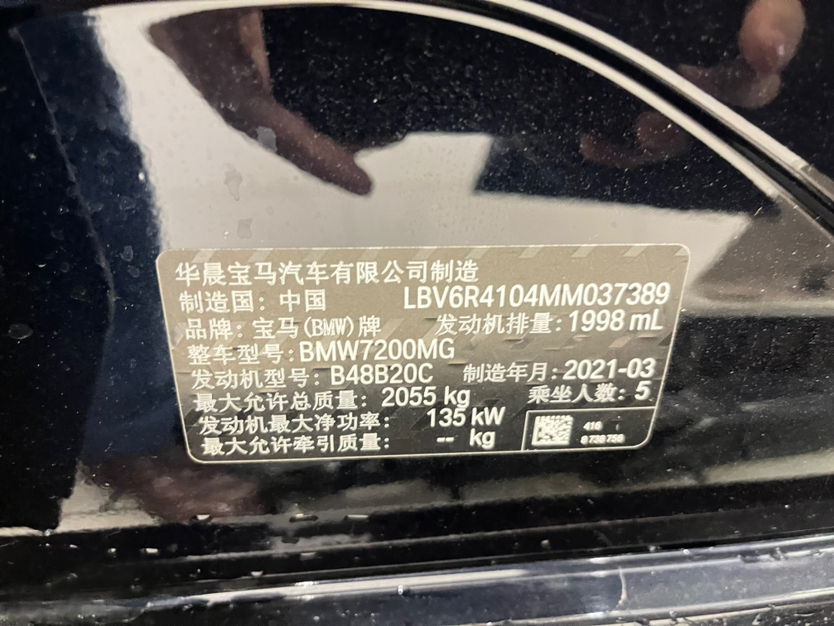 华晨宝马汽车有限公司制造
制造国：中国 LBV6R4104MM037389
品牌：宝马(BMW)牌 发动机排量：1998 mL
整车型号：BMW7200MG
发动机型号：B48B20C 制造年月：2021-03
最大允许总质量：2055 kg 乘坐人数：5
发动机最大净功率： 135 kW
最大允许牵引质量： -- kg
416
8 738 756